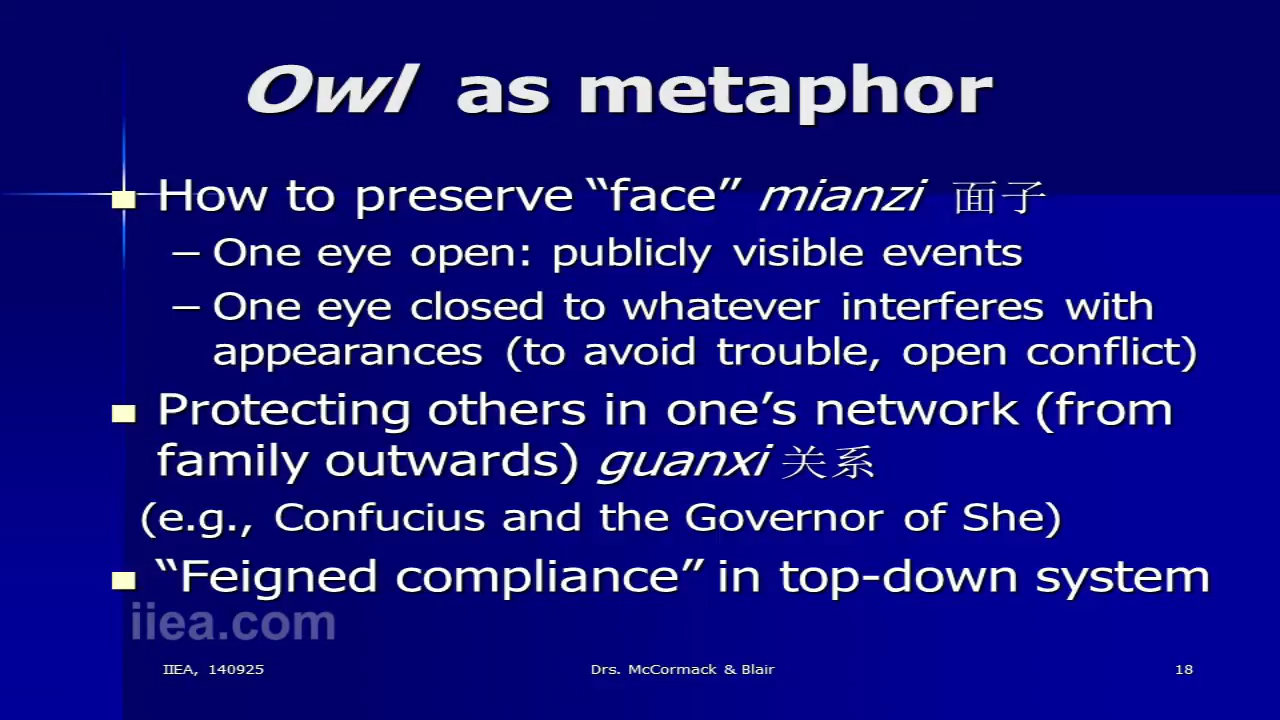 Owl as metaphor
How to preserve “face” mianzi 面子
– One eye open: publicly visible events
– One eye closed to whatever interferes with
appearances (to avoid trouble, open conflict)
Protecting others in one’s network (from
family outwards) guanxi 关系
(e.g., Confucius and the Governor of She)
“Feigned compliance” in top-down system
iiea.com
IIEA, 140925
Drs. McCormack & Blair
18